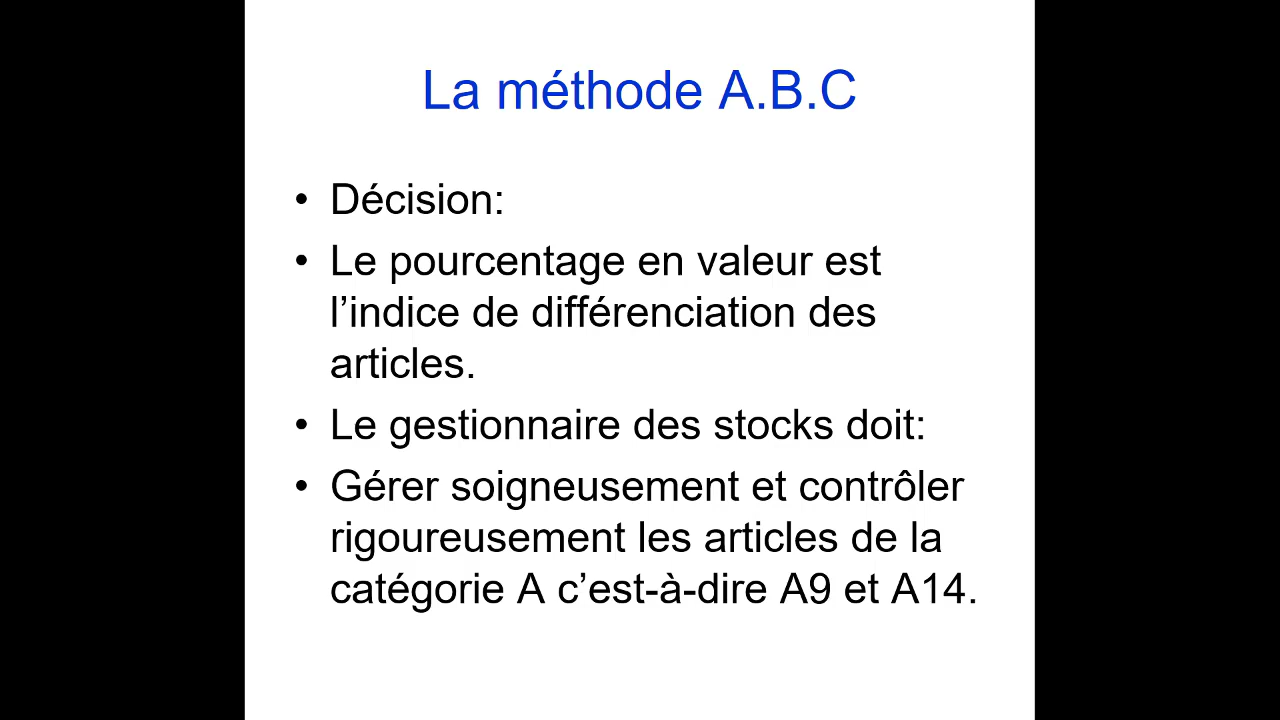 La méthode A.B.C
• Décision:
• Le pourcentage en valeur est
l’indice de différenciation des
articles.
• Le gestionnaire des stocks doit:
• Gérer soigneusement et contrôler
rigoureusement les articles de la
catégorie A c’est-à-dire A9 et A14.